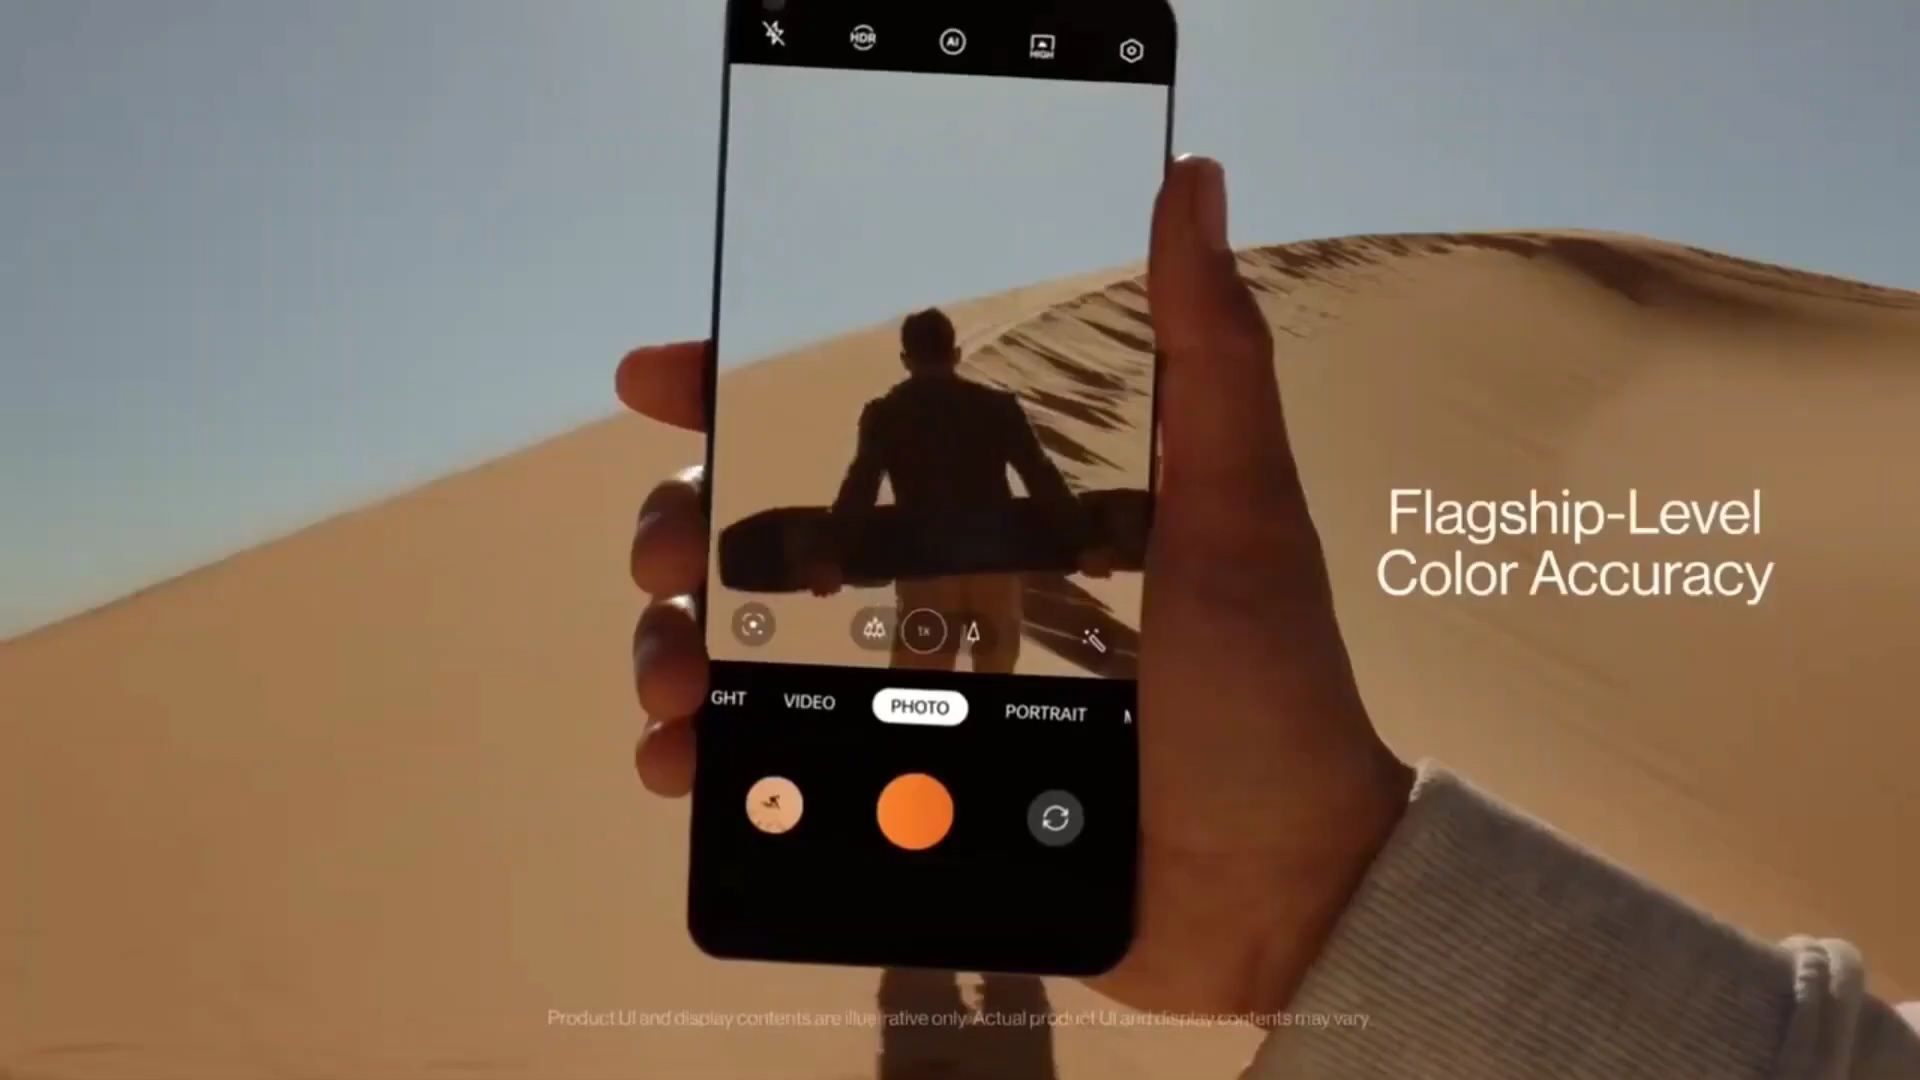 HDR
AI
HIGH
Flagship-Level
Color Accuracy
1x
GHT VIDEO PHOTO PORTRAIT
Product UI and display contents are illustrative only. Actual product UI and display contents may vary.